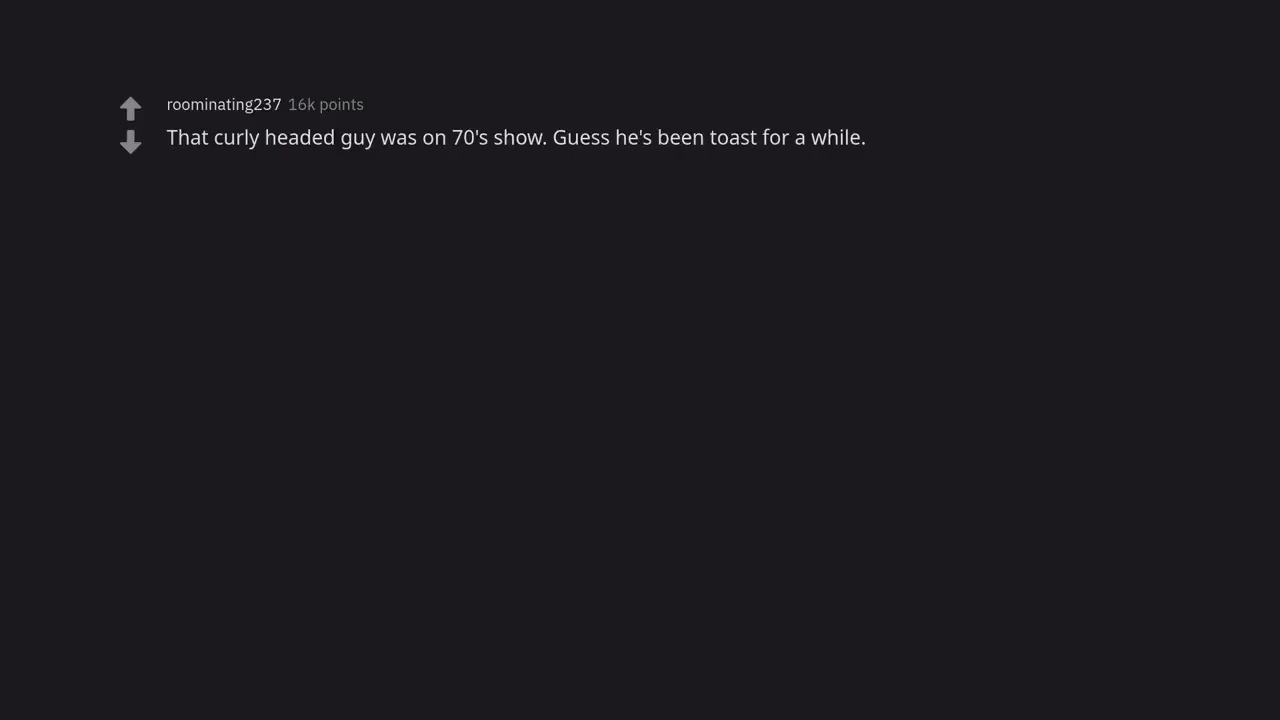 roominating237 16k points
That curly headed guy was on 70's show. Guess he's been toast for a while.